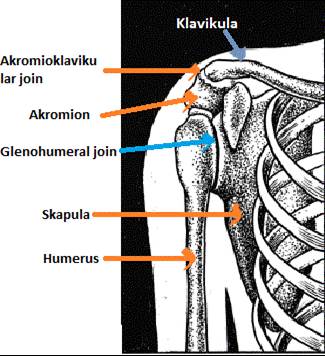 Klavikula
Akromioklaviku
lar join
Akromion
Glenohumeral join
Skapula
Humerus